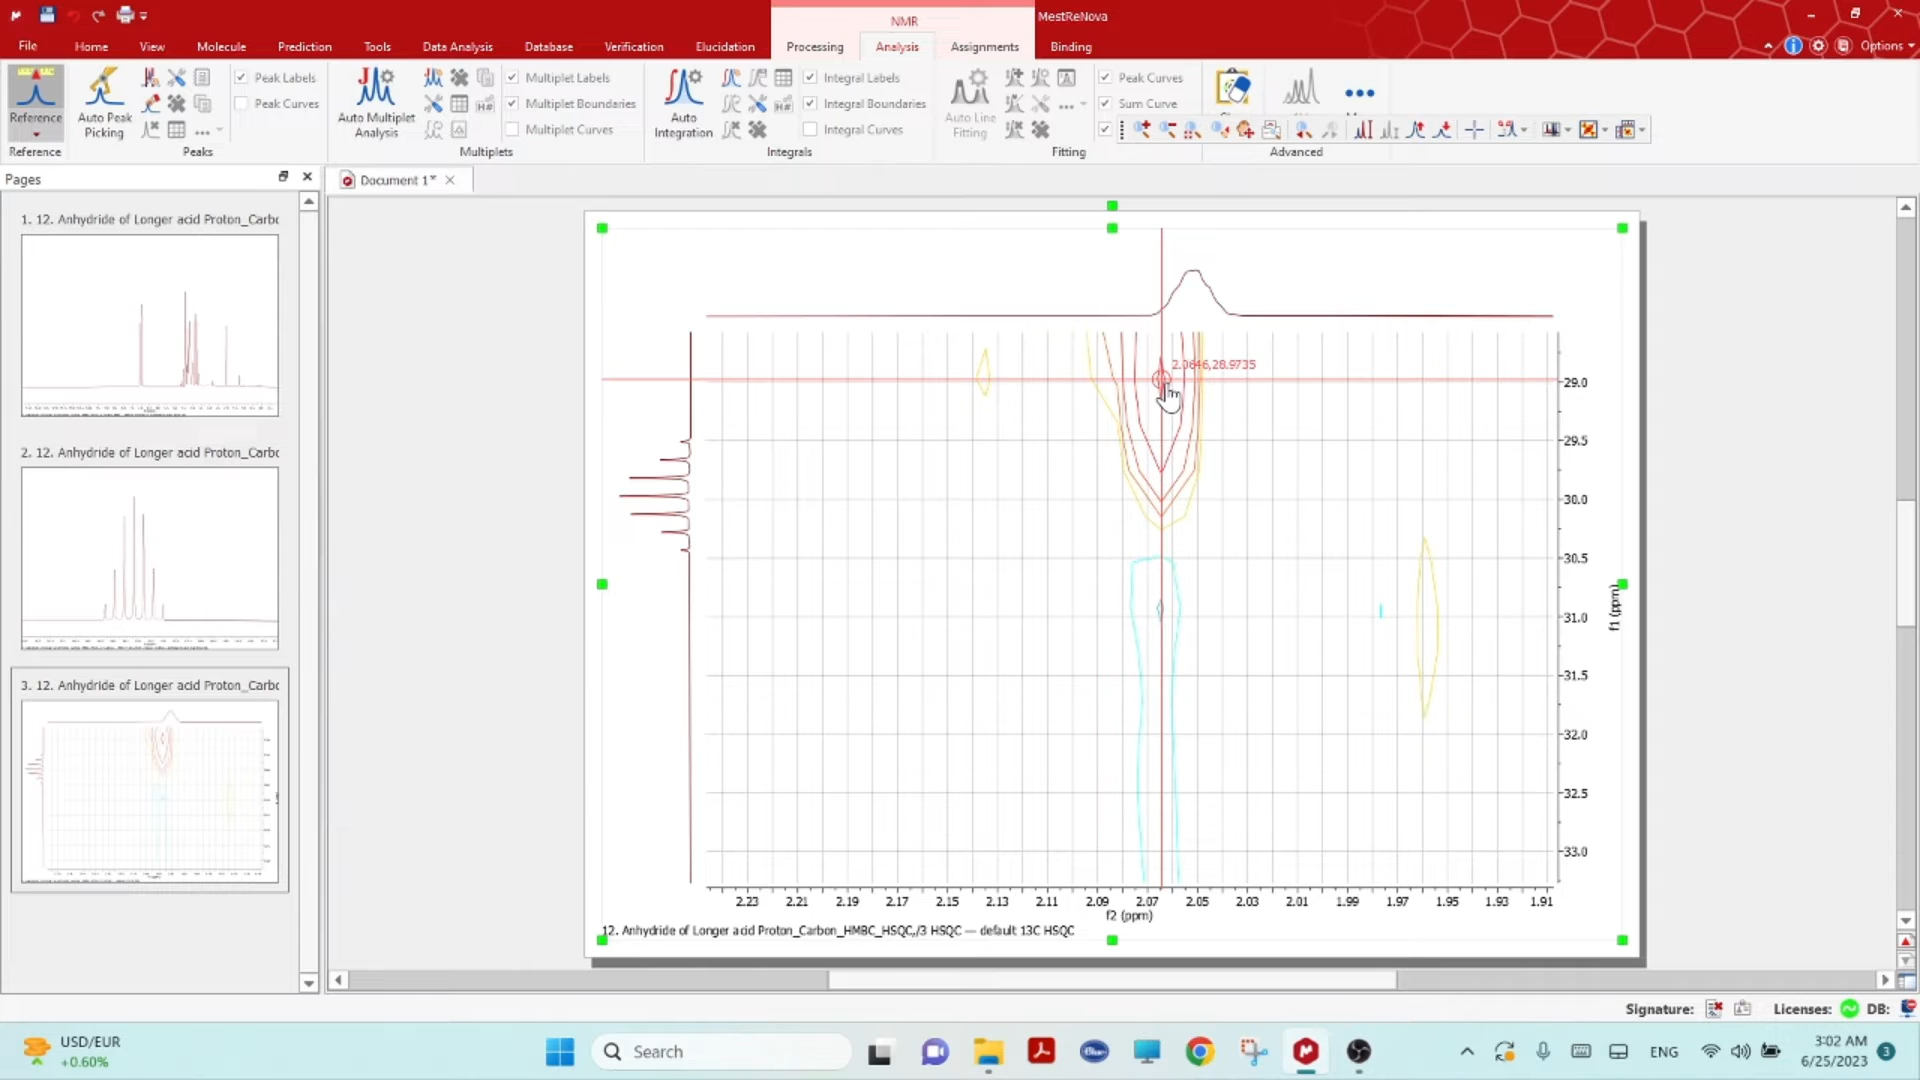 NMR
MestReNova
File
Home
View
Molecule
Prediction
Tools
Data Analysis
Database
Verification
Elucidation
Processing
Analysis
Assignments
Binding
Options
Reference
Auto Peak
Picking
Peak Labels
Peak Curves
Auto Multiplet
Analysis
Multiplet Labels
Multiplet Boundaries
Multiplet Curves
Auto
Integration
Integral Labels
Integral Boundaries
Integral Curves
Auto Line
Fitting
Peak Curves
Sum Curve
Reference
Peaks
Multiplets
Integrals
Fitting
Advanced
Pages
Document 1*
1. 12. Anhydride of Longer acid Proton_Carbo
2. 12. Anhydride of Longer acid Proton_Carbo
3. 12. Anhydride of Longer acid Proton_Carbo
2.0646,28.9735
29.0
29.5
30.0
30.5
31.0
31.5
32.0
32.5
33.0
f1 (ppm)
2.23 2.21 2.19 2.17 2.15 2.13 2.11 2.09 2.07 2.05 2.03 2.01 1.99 1.97 1.95 1.93 1.91
f2 (ppm)
12. Anhydride of Longer acid Proton_Carbon_HMBC_HSQC,/3 HSQC — default 13C HSQC
Signature:
Licenses:
DB:
USD/EUR
+0.60%
Search
ENG
3:02 AM
6/25/2023
3